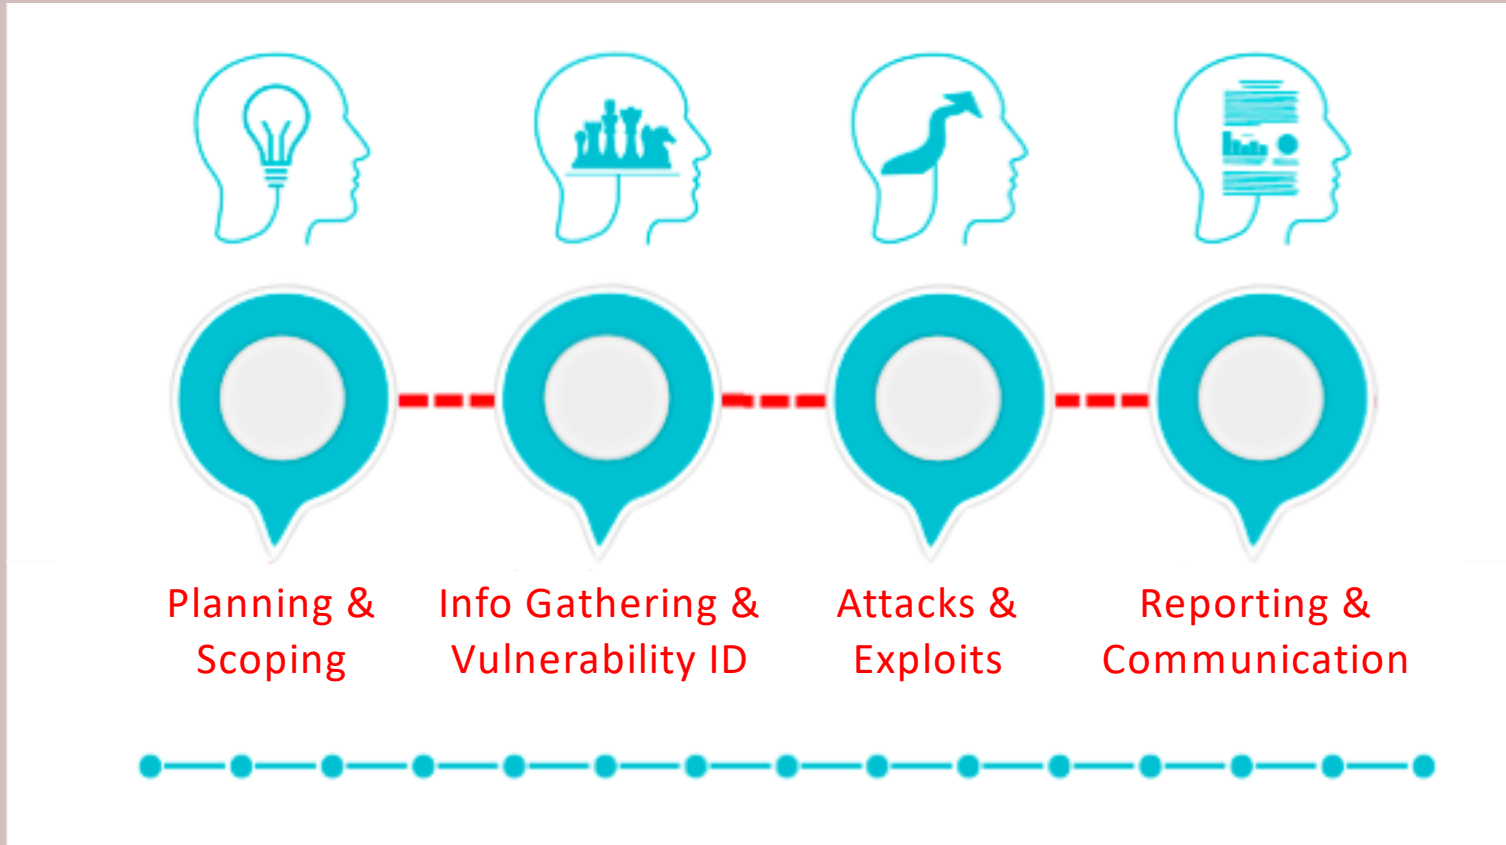 Planning &
Scoping
Info Gathering &
Vulnerability ID
Attacks &
Exploits
Reporting &
Communication